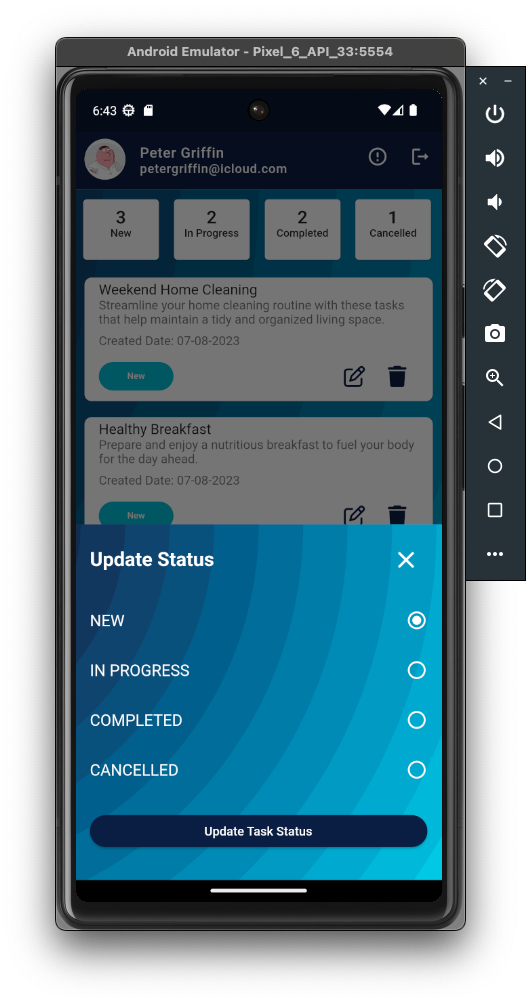 Android Emulator - Pixel_6_API_33:5554
6:43
Peter Griffin
petergriffin@icloud.com
3
New
2
In Progress
2
Completed
1
Cancelled
Weekend Home Cleaning
Streamline your home cleaning routine with these tasks
that help maintain a tidy and organized living space.
Created Date: 07-08-2023
New
Healthy Breakfast
Prepare and enjoy a nutritious breakfast to fuel your body
for the day ahead.
Created Date: 07-08-2023
New
Update Status
NEW
IN PROGRESS
COMPLETED
CANCELLED
Update Task Status